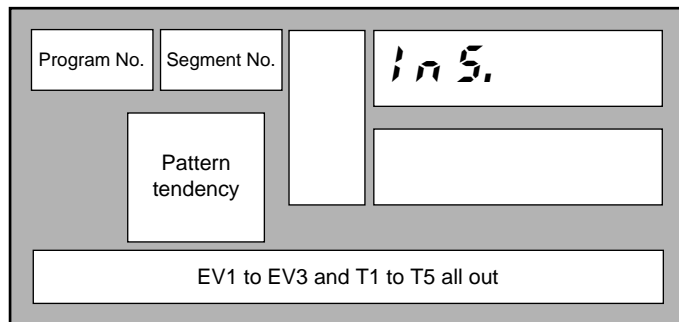 Program No.
Segment No.
InS.
Pattern
tendency
EV1 to EV3 and T1 to T5 all out